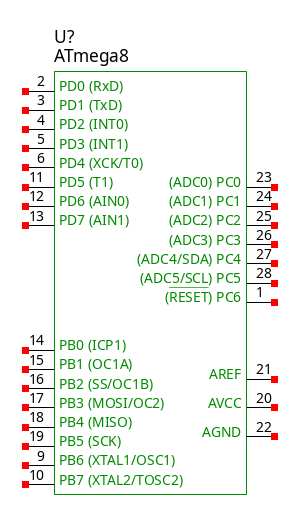 U?
ATmega8
2 PD0 (RxD)
3 PD1 (TxD)
4 PD2 (INT0)
5 PD3 (INT1)
6 PD4 (XCK/T0)
11 PD5 (T1) (ADC0) PC0 23
12 PD6 (AIN0) (ADC1) PC1 24
13 PD7 (AIN1) (ADC2) PC2 25
(ADC3) PC3 26
(ADC4/SDA) PC4 27
(ADC5/SCL) PC5 28
(RESET) PC6 1
14 PB0 (ICP1)
15 PB1 (OC1A)
AREF 21
16 PB2 (SS/OC1B)
17 PB3 (MOSI/OC2) AVCC 20
18 PB4 (MISO)
AGND 22
19 PB5 (SCK)
9 PB6 (XTAL1/OSC1)
10 PB7 (XTAL2/TOSC2)